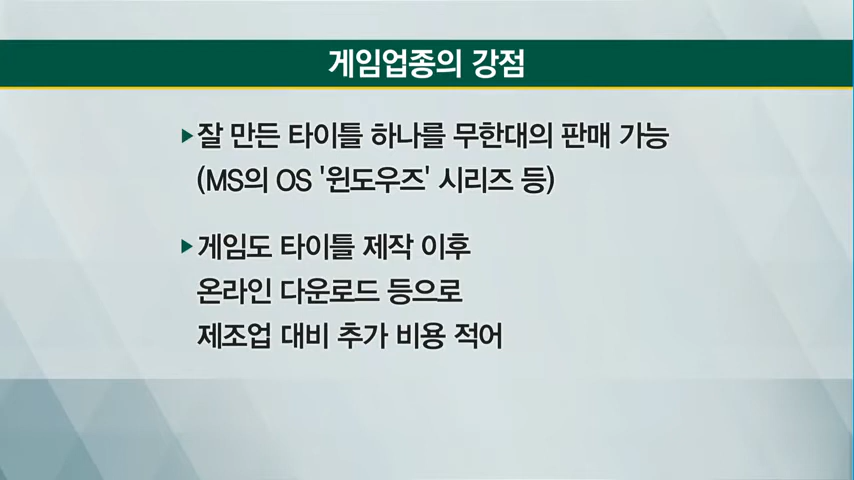 게임업종의 강점
▶잘 만든 타이틀 하나를 무한대의 판매 가능
(MS의 OS '윈도우즈' 시리즈 등)
▶게임도 타이틀 제작 이후
온라인 다운로드 등으로
제조업 대비 추가 비용 적어